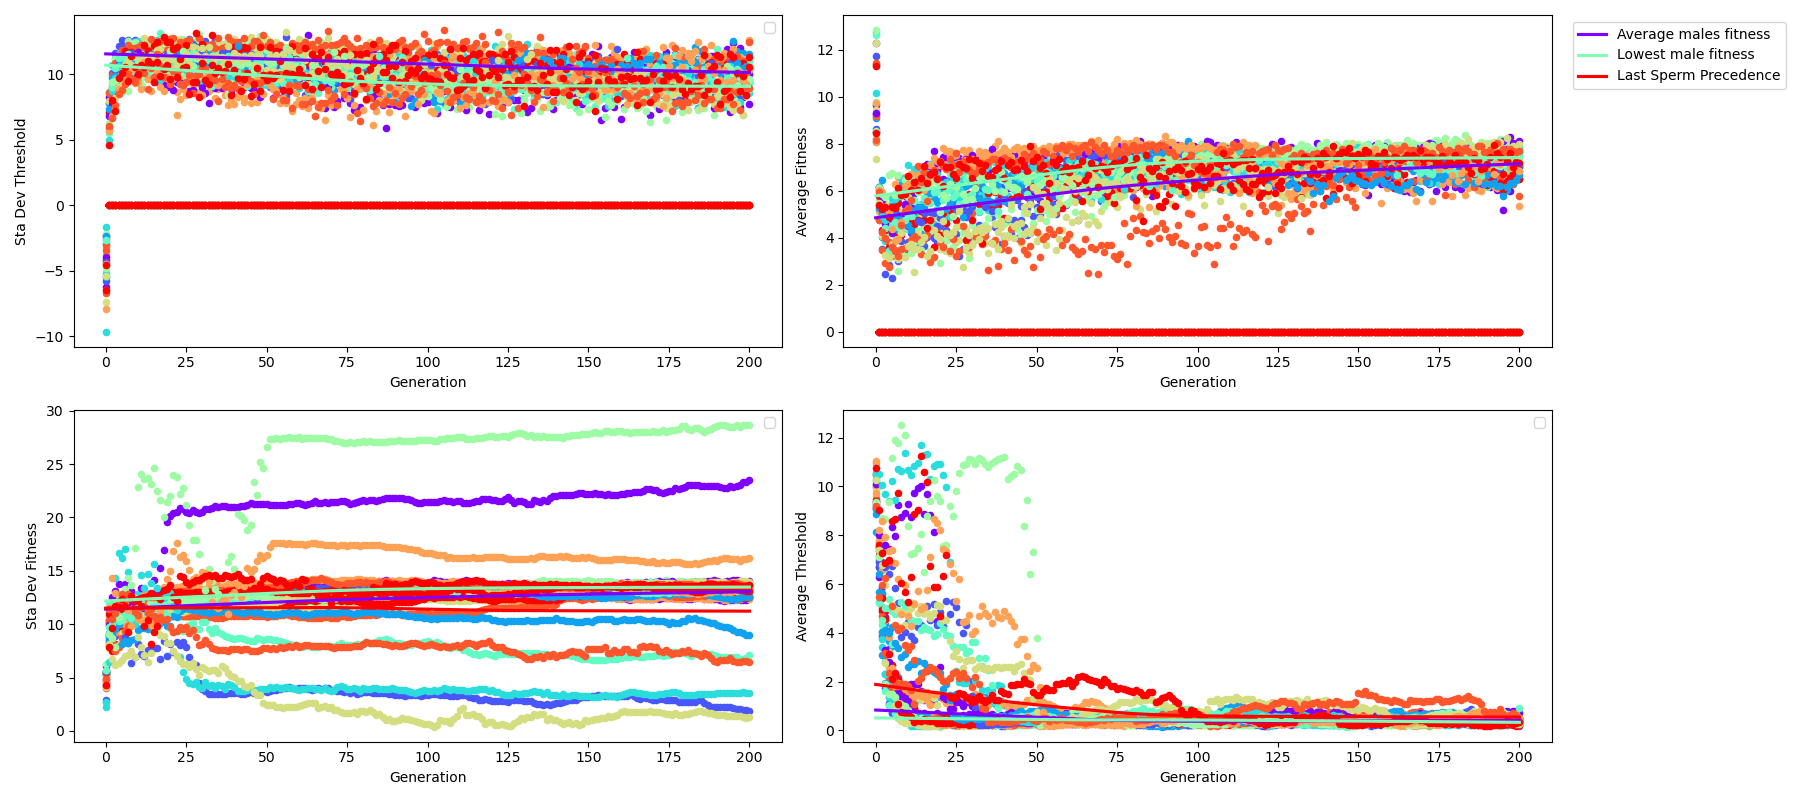 Sta Dev Threshold
10
5
0
−5
−10
0 25 50 75 100 125 150 175 200
Generation
Average Fitness
12
10
8
6
4
2
0
0 25 50 75 100 125 150 175 200
Generation
Average males fitness
Lowest male fitness
Last Sperm Precedence
Sta Dev Fitness
30
25
20
15
10
5
0
0 25 50 75 100 125 150 175 200
Generation
Average Threshold
12
10
8
6
4
2
0
0 25 50 75 100 125 150 175 200
Generation